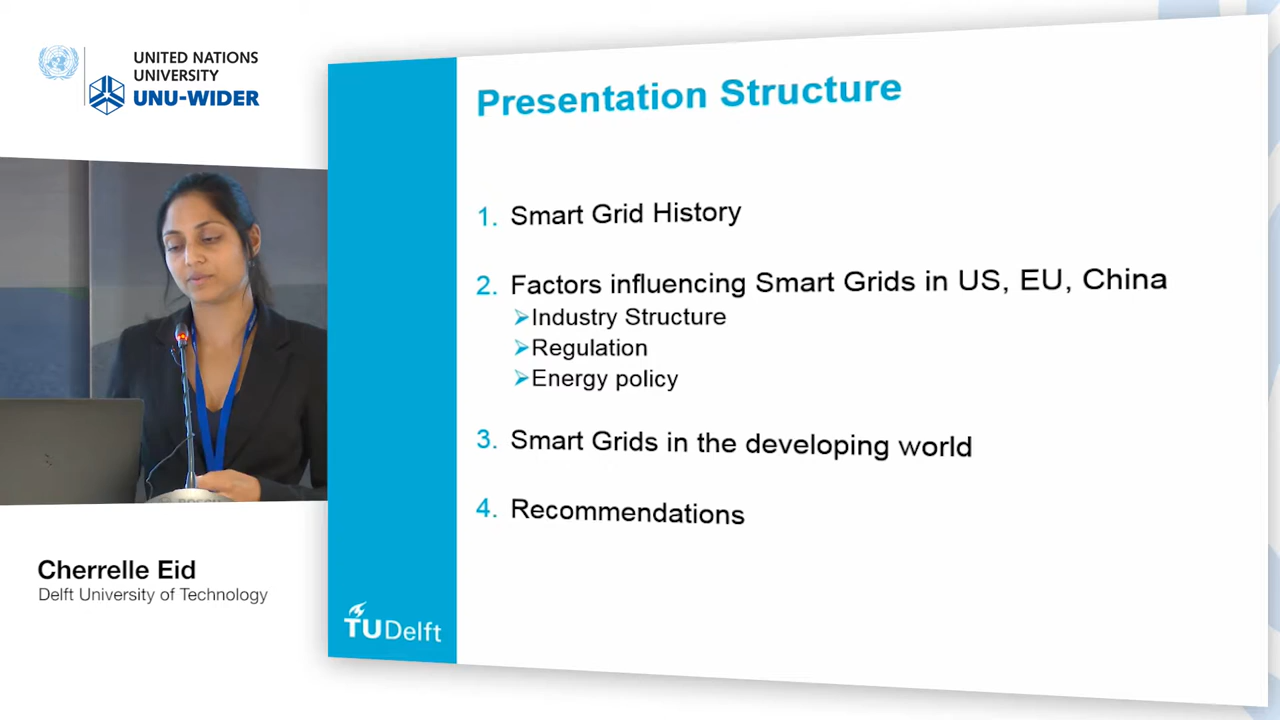 UNITED NATIONS
UNIVERSITY
UNU-WIDER
Cherrelle Eid
Delft University of Technology
Presentation Structure
1. Smart Grid History
2. Factors influencing Smart Grids in US, EU, China
➢Industry Structure
➢Regulation
➢Energy policy
3. Smart Grids in the developing world
4. Recommendations
TU Delft